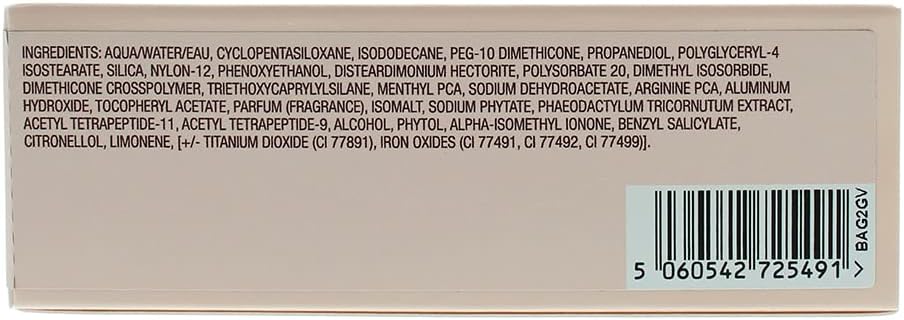 INGREDIENTS: AQUA/WATER/EAU, CYCLOPENTASILOXANE, ISODODECANE, PEG-10 DIMETHICONE, PROPANEDIOL, POLYGLYCERYL-4
ISOSTEARATE, SILICA, NYLON-12, PHENOXYETHANOL, DISTEARDIMONIUM HECTORITE, POLYSORBATE 20, DIMETHYL ISOSORBIDE,
DIMETHICONE CROSSPOLYMER, TRIETHOXYCAPRYLYLSILANE, MENTHYL PCA, SODIUM DEHYDROACETATE, ARGININE PCA, ALUMINUM
HYDROXIDE, TOCOPHERYL ACETATE, PARFUM (FRAGRANCE), ISOMALT, SODIUM PHYTATE, PHAEODACTYLUM TRICORNUTUM EXTRACT,
ACETYL TETRAPEPTIDE-11, ACETYL TETRAPEPTIDE-9, ALCOHOL, PHYTOL, ALPHA-ISOMETHYL IONONE, BENZYL SALICYLATE,
CITRONELLOL, LIMONENE, [+/- TITANIUM DIOXIDE (CI 77891), IRON OXIDES (CI 77491, CI 77492, CI 77499)].
5 060542 725491 >
BAG2GV